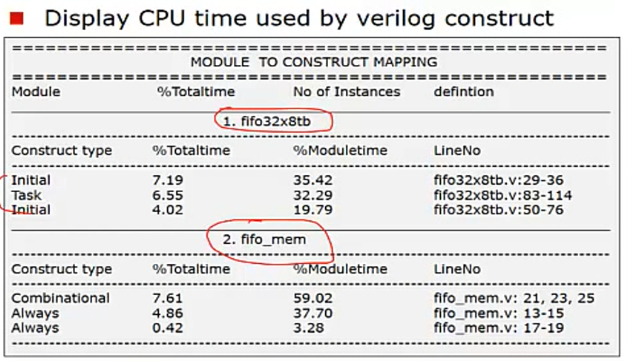 Display CPU time used by verilog construct
MODULE TO CONSTRUCT MAPPING
Module %Totaltime No of Instances defintion
1. fifo32x8tb
Construct type %Totaltime %Moduletime LineNo
Initial 7.19 35.42 fifo32x8tb.v:29-36
Task 6.55 32.29 fifo32x8tb.v:83-114
Initial 4.02 19.79 fifo32x8tb.v:50-76
2. fifo_mem
Construct type %Totaltime %Moduletime LineNo
Combinational 7.61 59.02 fifo_mem.v: 21, 23, 25
Always 4.86 37.70 fifo_mem.v: 13-15
Always 0.42 3.28 fifo_mem.v: 17-19